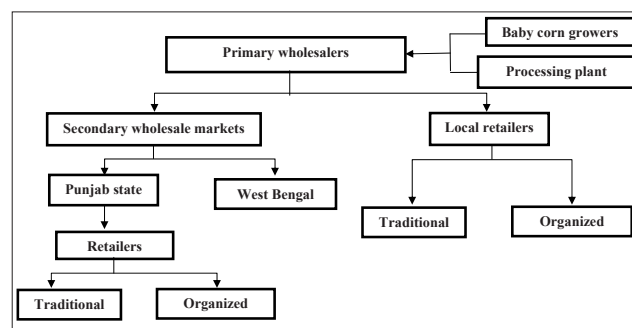 Baby corn growers
Primary wholesalers
Processing plant
Secondary wholesale markets
Local retailers
Punjab state
West Bengal
Traditional
Organized
Retailers
Traditional
Organized